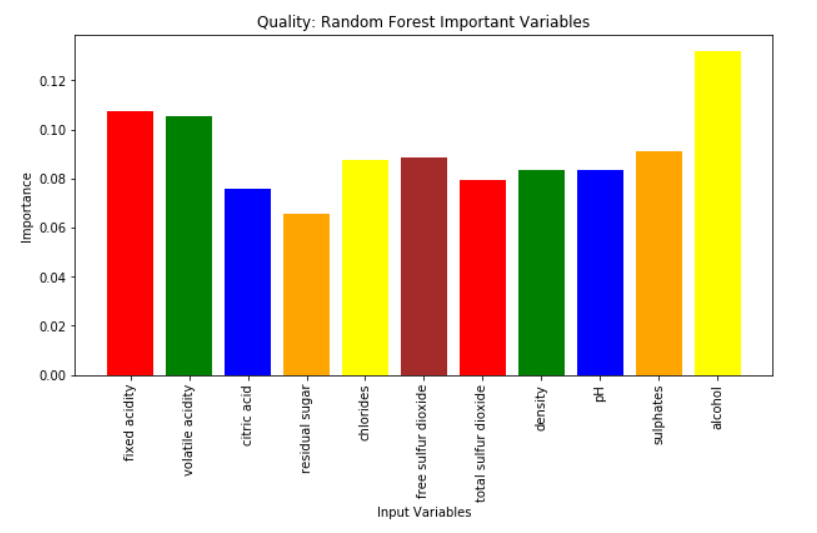 Quality: Random Forest Important Variables
Importance
0.12
0.10
0.08
0.06
0.04
0.02
0.00
fixed acidity
volatile acidity
citric acid
residual sugar
chlorides
free sulfur dioxide
total sulfur dioxide
density
pH
sulphates
alcohol
Input Variables